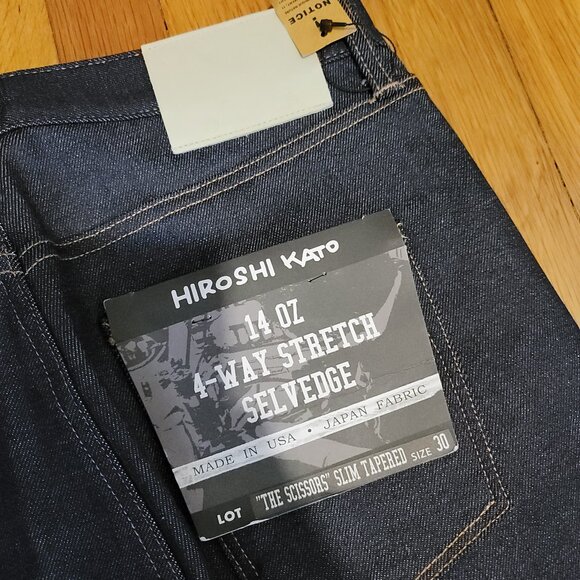 NOTICE
HIROSHI KATO
14 OZ
4-WAY STRETCH
SELVEDGE
MADE IN USA • JAPAN FABRIC
LOT "THE SCISSORS" SLIM TAPERED SIZE 30